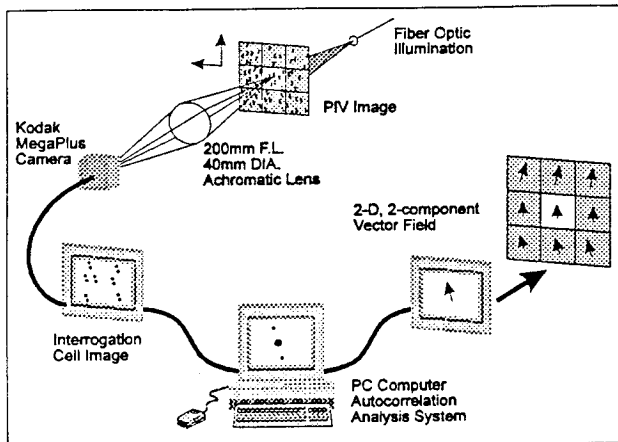 Fiber Optic
Illumination
PIV Image
Kodak
MegaPlus
Camera
200mm F.L.
40mm DIA.
Achromatic Lens
2-D, 2-component
Vector Field
Interrogation
Cell Image
PC Computer
Autocorrelation
Analysis System